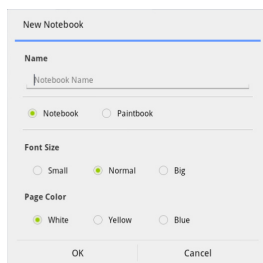 New Notebook
Name
Notebook Name
Notebook Paintbook
Font Size
Small Normal Big
Page Color
White Yellow Blue
OK Cancel